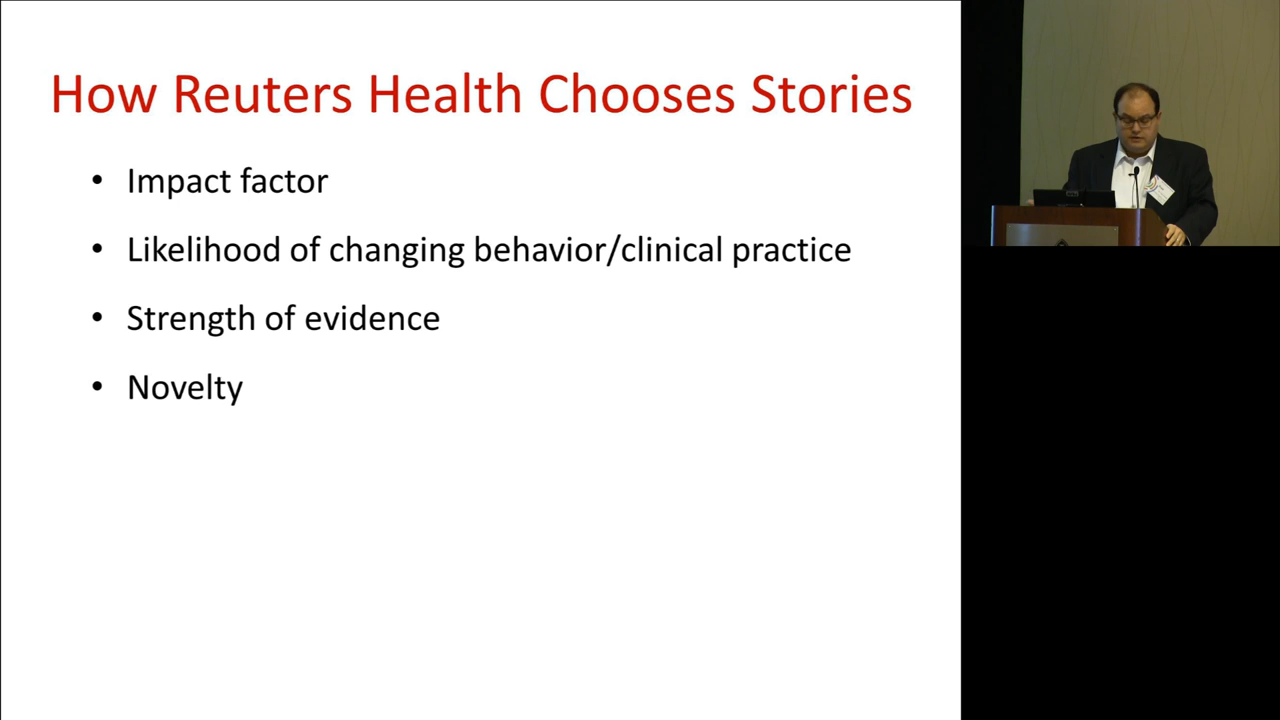 How Reuters Health Chooses Stories
• Impact factor
• Likelihood of changing behavior/clinical practice
• Strength of evidence
• Novelty